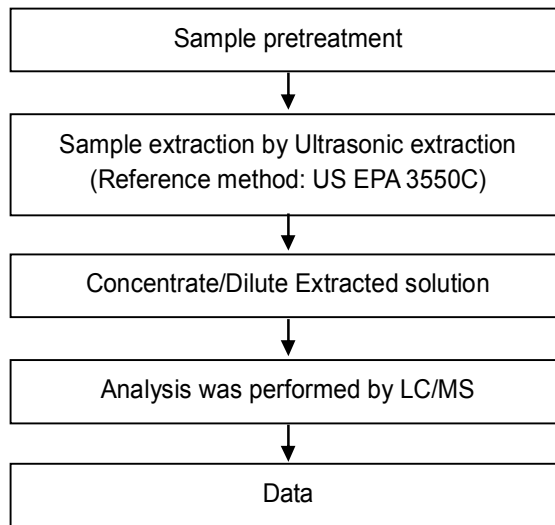 Sample pretreatment
Sample extraction by Ultrasonic extraction
(Reference method: US EPA 3550C)
Concentrate/Dilute Extracted solution
Analysis was performed by LC/MS
Data